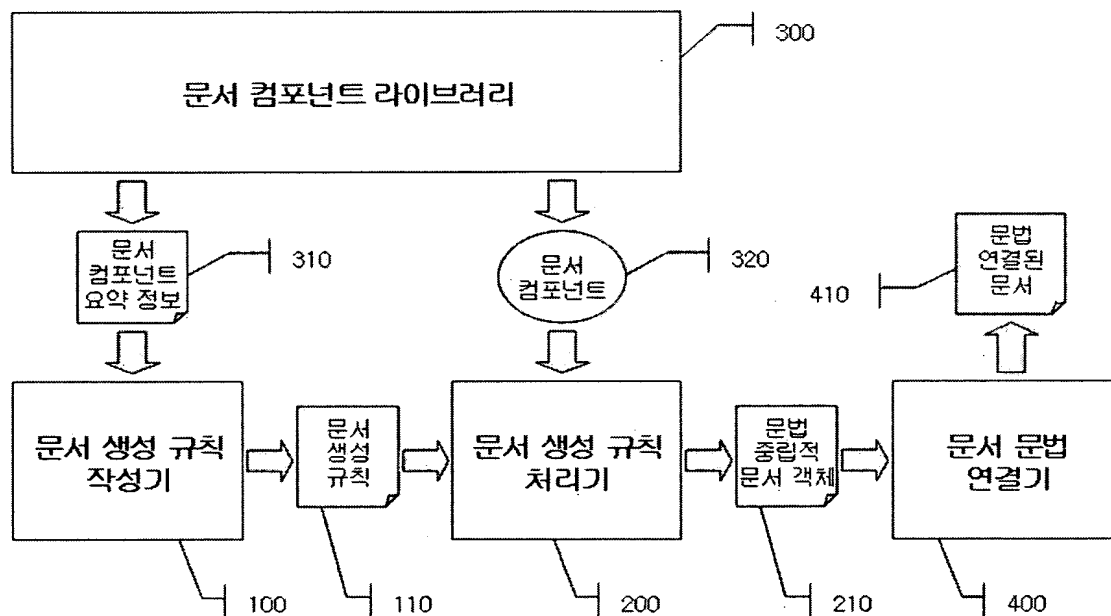 300
문서 컴포넌트 라이브러리
문서
컴포넌트
요약 정보
310
문서
컴포넌트
320
문법
연결된
문서
410
문서 생성 규칙
작성기
문서
생성
규칙
문서 생성 규칙
처리기
문법
중립적
문서 객체
문서 문법
연결기
100
110
200
210
400